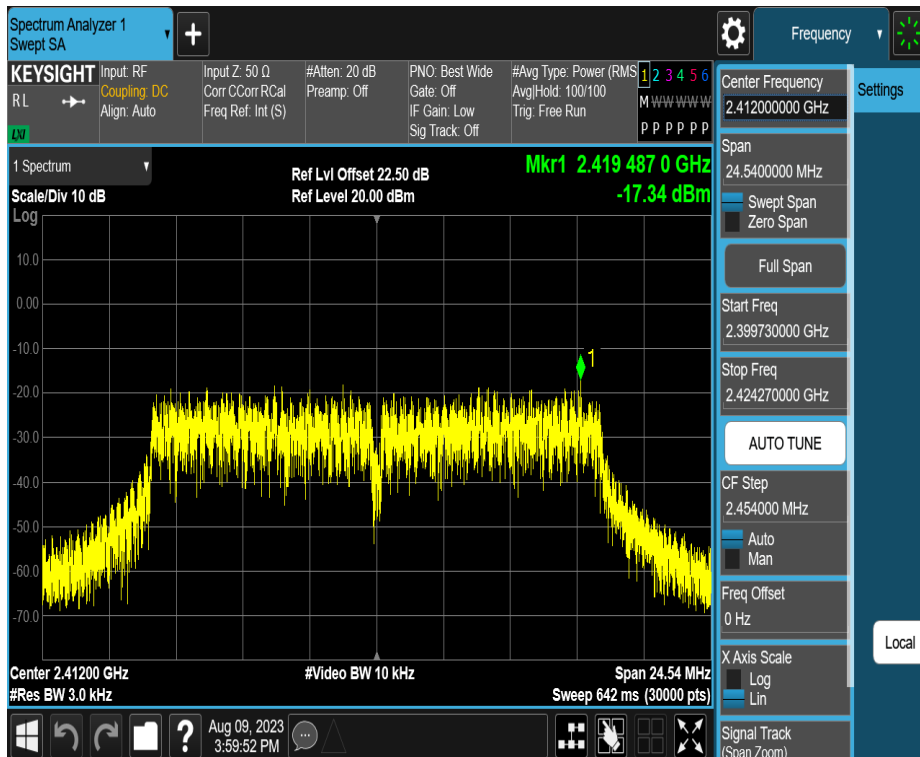 Spectrum Analyzer 1
Swept SA
+
Frequency
KEYSIGHT
R L
LXI
Input: RF
Coupling: DC
Align: Auto
Input Z: 50 Ω
Corr CCorr RCal
Freq Ref: Int (S)
#Atten: 20 dB
Preamp: Off
PNO: Best Wide
Gate: Off
IF Gain: Low
Sig Track: Off
#Avg Type: Power (RMS
Avg|Hold: 100/100
Trig: Free Run
1 2 3 4 5 6
M W W W W W
P P P P P P
1 Spectrum
Scale/Div 10 dB
Log
Ref Lvl Offset 22.50 dB
Ref Level 20.00 dBm
Mkr1 2.419 487 0 GHz
-17.34 dBm
10.0
0.00
-10.0
-20.0
-30.0
-40.0
-50.0
-60.0
-70.0
1
Center 2.41200 GHz
#Res BW 3.0 kHz
#Video BW 10 kHz
Span 24.54 MHz
Sweep 642 ms (30000 pts)
Center Frequency
2.412000000 GHz
Span
24.5400000 MHz
Swept Span
Zero Span
Full Span
Start Freq
2.399730000 GHz
Stop Freq
2.424270000 GHz
AUTO TUNE
CF Step
2.454000 MHz
Auto
Man
Freq Offset
0 Hz
X Axis Scale
Log
Lin
Signal Track
(Span Zoom)
Settings
Local
?
Aug 09, 2023
3:59:52 PM